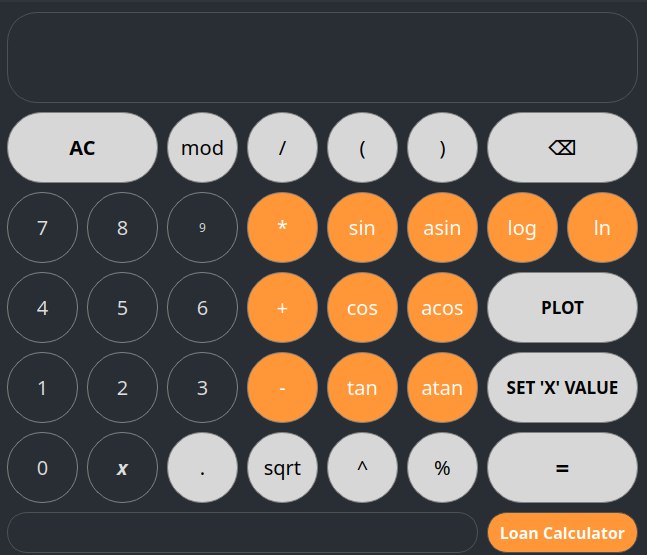 AC mod / ( ) ⌫
7 8 9 * sin asin log ln
4 5 6 + cos acos PLOT
1 2 3 - tan atan SET 'X' VALUE
0 x . sqrt ^ % =
Loan Calculator